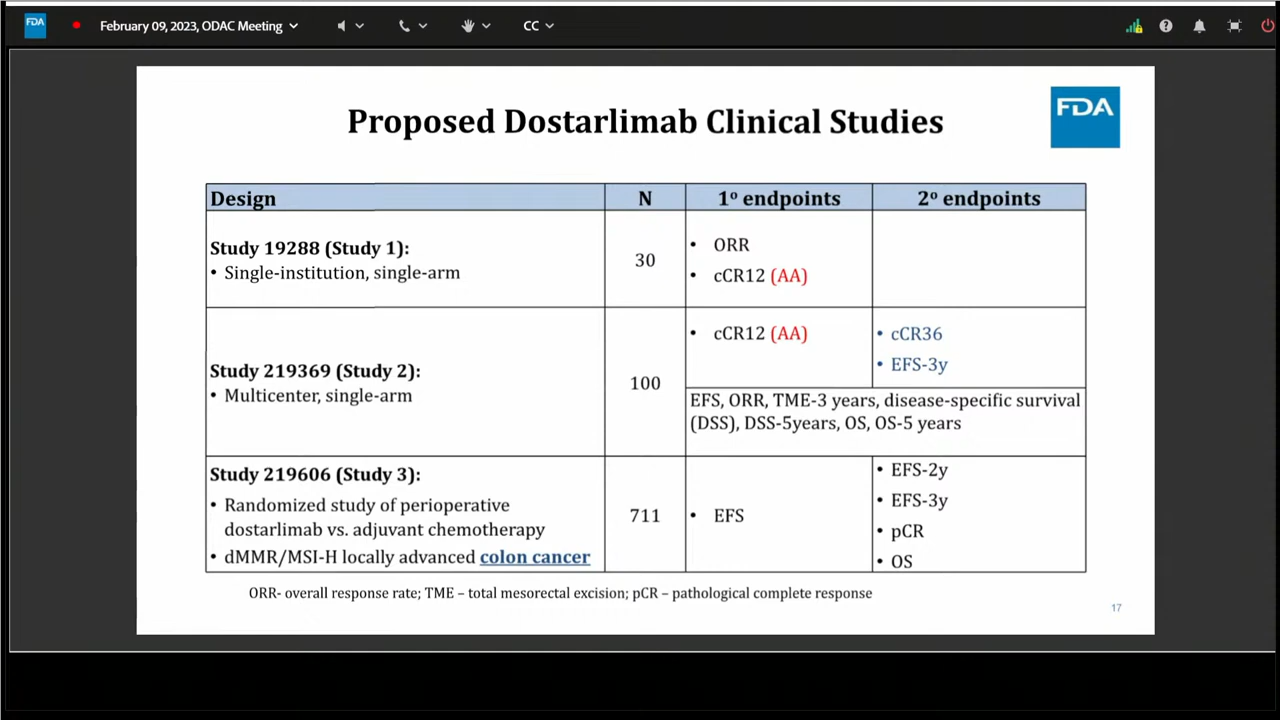 FDA
February 09, 2023, ODAC Meeting
CC
Proposed Dostarlimab Clinical Studies
FDA
Design
N
1º endpoints
2º endpoints
Study 19288 (Study 1):
• Single-institution, single-arm
30
• ORR
• cCR12 (AA)
Study 219369 (Study 2):
• Multicenter, single-arm
100
• cCR12 (AA)
• cCR36
• EFS-3y
EFS, ORR, TME-3 years, disease-specific survival
(DSS), DSS-5years, OS, OS-5 years
Study 219606 (Study 3):
• Randomized study of perioperative
dostarlimab vs. adjuvant chemotherapy
• dMMR/MSI-H locally advanced colon cancer
711
• EFS
• EFS-2y
• EFS-3y
• pCR
• OS
ORR- overall response rate; TME – total mesorectal excision; pCR – pathological complete response
17